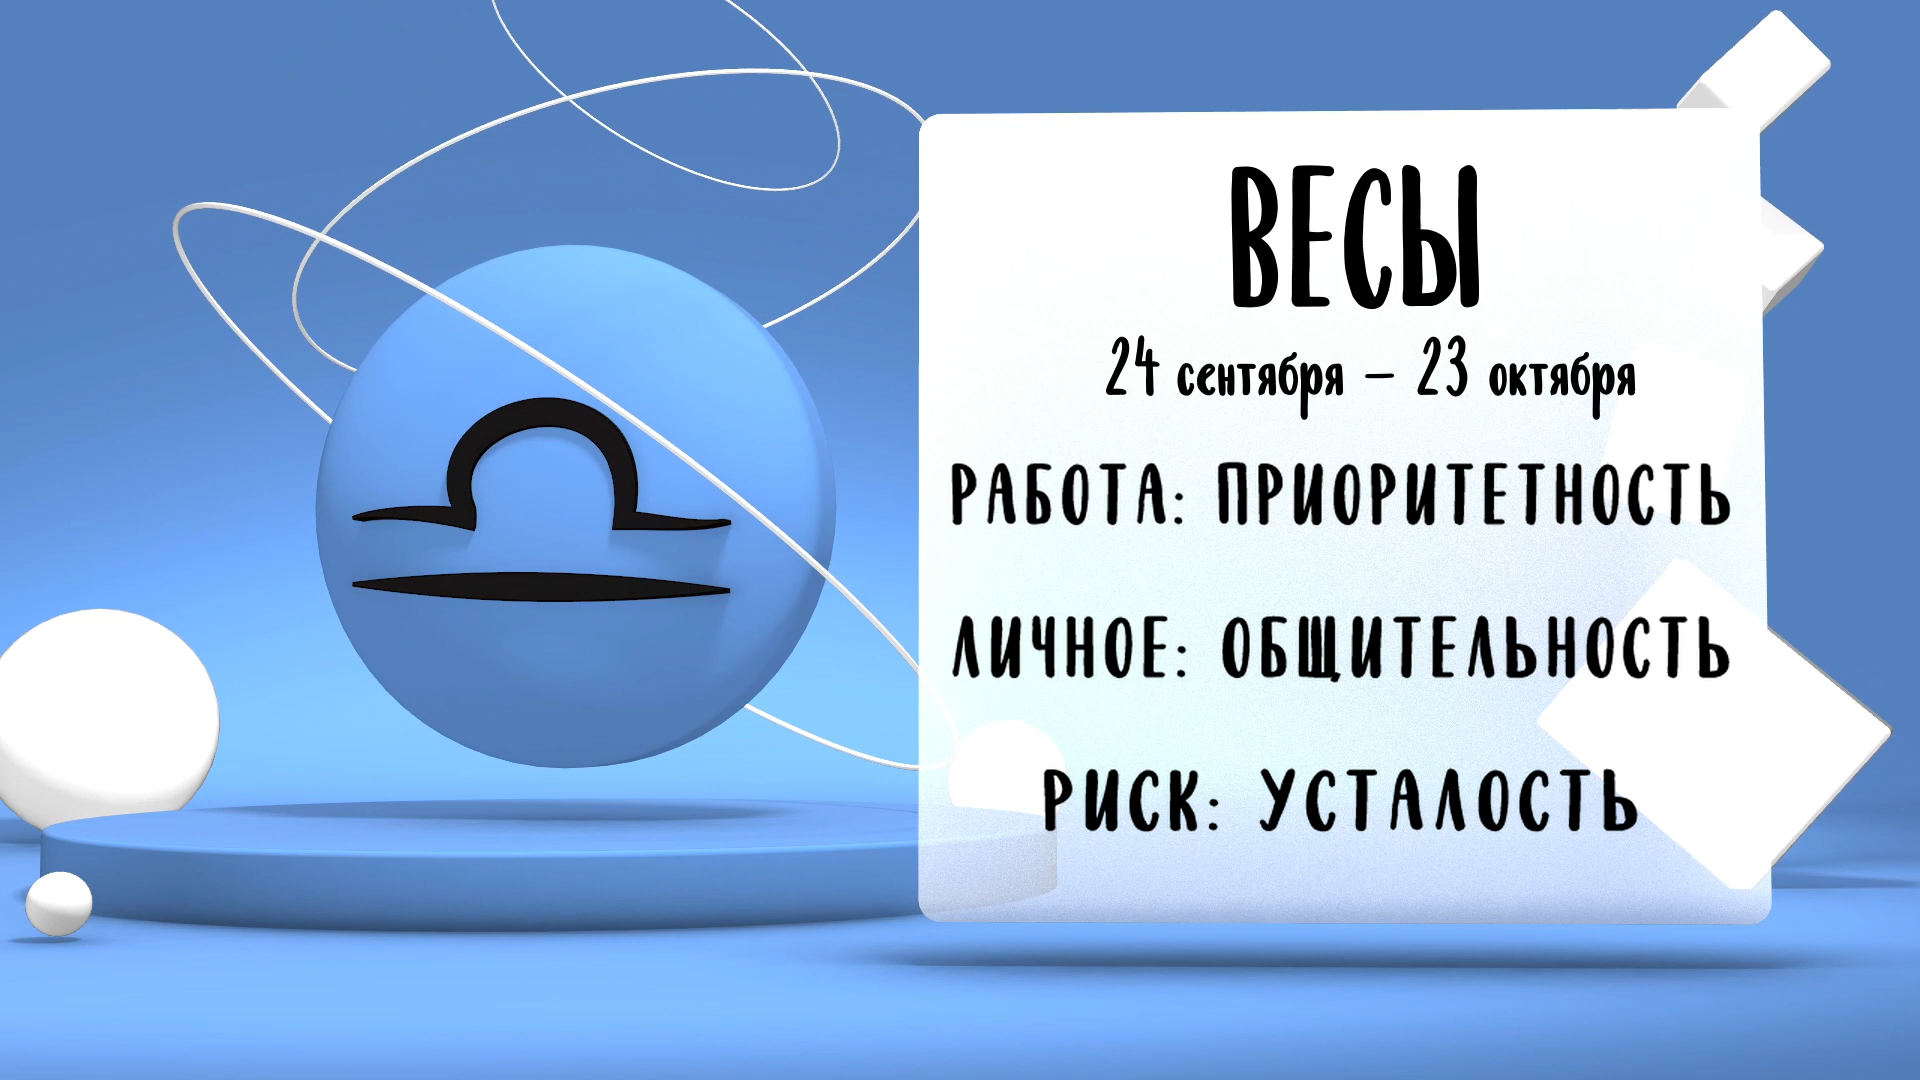 ВЕСЫ
24 сентября – 23 октября
РАБОТА: ПРИОРИТЕТНОСТЬ
ЛИЧНОЕ: ОБЩИТЕЛЬНОСТЬ
РИСК: УСТАЛОСТЬ